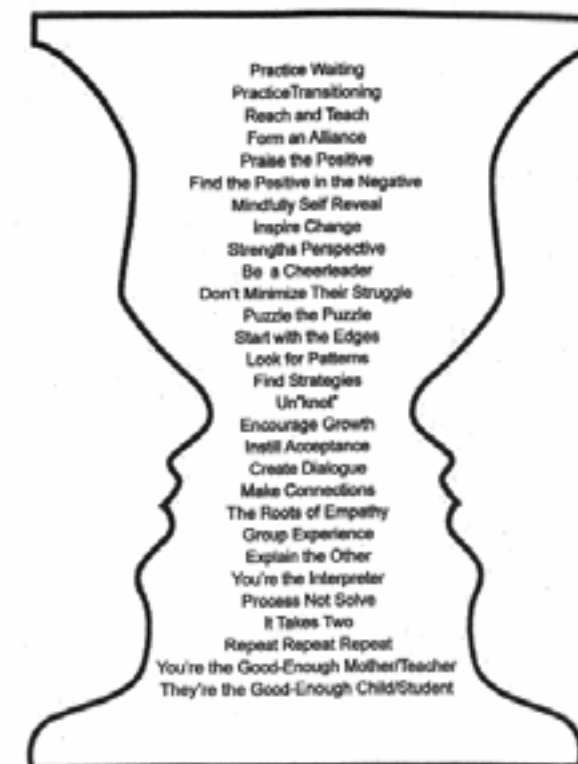 Practice Waiting
PracticeTransitioning
Reach and Teach
Form an Alliance
Praise the Positive
Find the Positive in the Negative
Mindfully Self Reveal
Inspire Change
Strengths Perspective
Be a Cheerleader
Don't Minimize Their Struggle
Puzzle the Puzzle
Start with the Edges
Look for Patterns
Find Strategies
Un"knot"
Encourage Growth
Instill Acceptance
Create Dialogue
Make Connections
The Roots of Empathy
Group Experience
Explain the Other
You're the Interpreter
Process Not Solve
It Takes Two
Repeat Repeat Repeat
You're the Good-Enough Mother/Teacher
They're the Good-Enough Child/Student